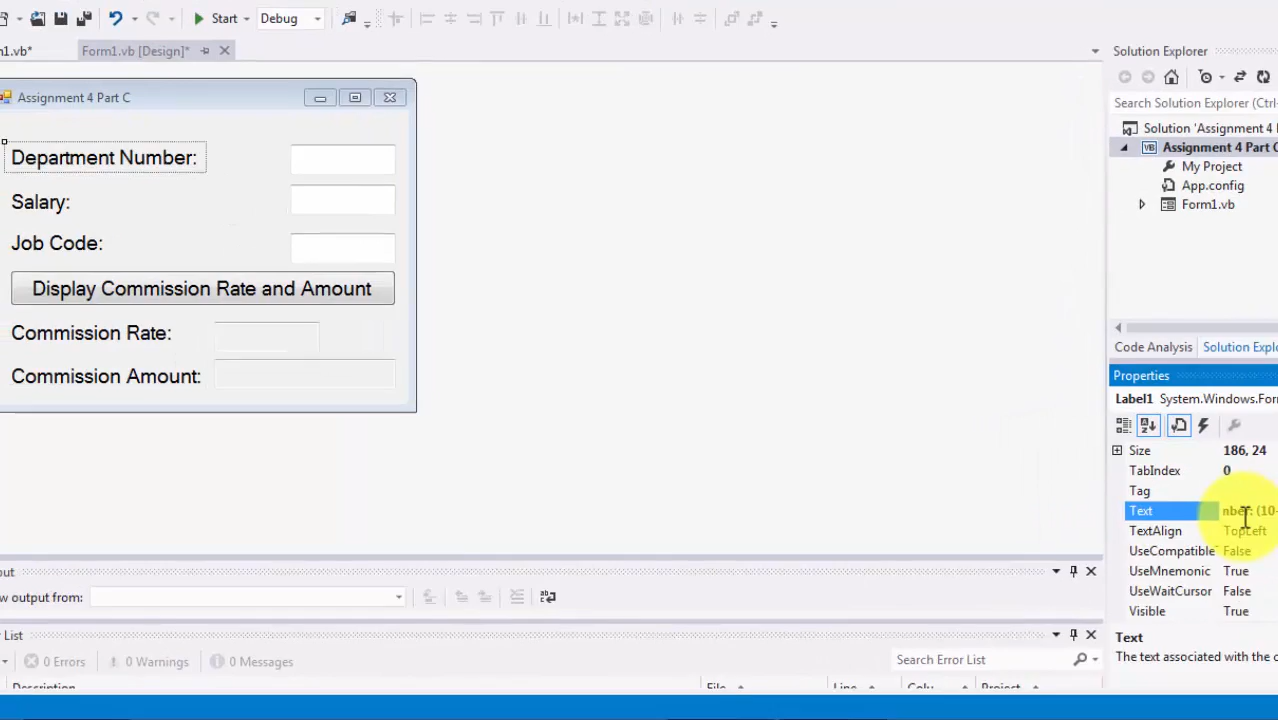 Start
Debug
1.vb*
Form1.vb [Design]*
Solution Explorer
Assignment 4 Part C
Search Solution Explorer (Ctrl-
Solution 'Assignment 4
Assignment 4 Part C
My Project
App.config
Form1.vb
Department Number:
Salary:
Job Code:
Display Commission Rate and Amount
Commission Rate:
Commission Amount:
Code Analysis
Solution Explo
Properties
Label1 System.Windows.For
Size 186, 24
TabIndex 0
Tag
Text nber: (10-
TextAlign TopLeft
UseCompatible False
UseMnemonic True
UseWaitCursor False
Visible True
Text
The text associated with the c
out
w output from:
r List
0 Errors
0 Warnings
0 Messages
Search Error List
Description
File
Line
Colu
Project